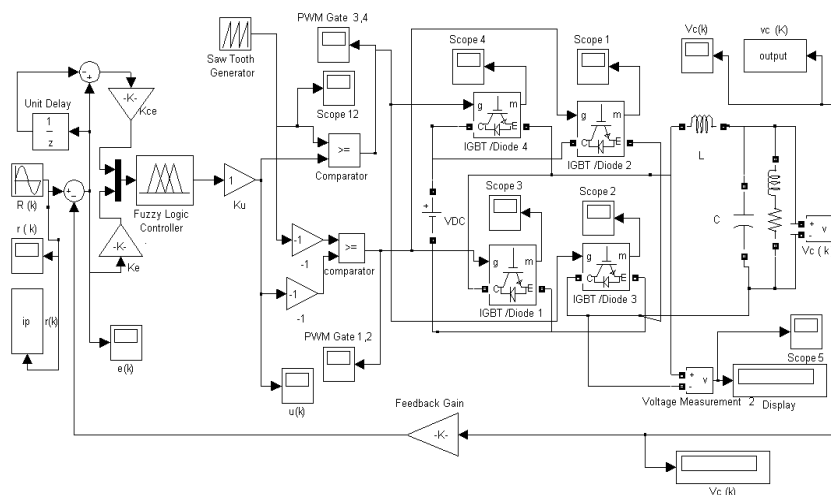 PWM Gate 3,4
Saw Tooth
Generator
Scope 12
Scope 4
Scope 1
Vc(k)
vc (K)
output
-K-
Kce
Unit Delay
1
z
R (k)
r ( k)
ip
r(k)
-K-
Ke
e(k)
Fuzzy Logic
Controller
1
Ku
>=
Comparator
-1
-1
-1
-1
>=
comparator
PWM Gate 1,2
u(k)
g
m
C
E
IGBT /Diode 4
g
m
C
E
IGBT /Diode 2
VDC
Scope 3
Scope 2
g
m
C
E
IGBT /Diode 1
g
m
C
E
IGBT /Diode 3
L
C
+
-
v
Vc ( k
Scope 5
+
-
v
Voltage Measurement 2
Display
Feedback Gain
-K-
Vc (k)